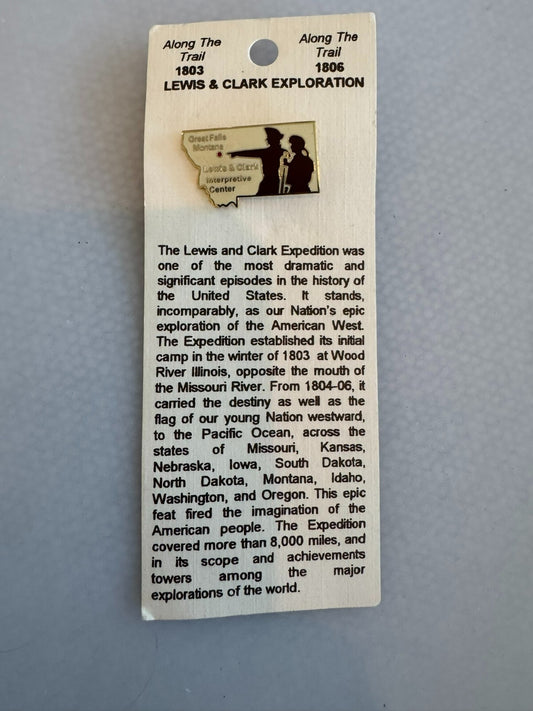 Along The
Trail
1803
Along The
Trail
1806
LEWIS & CLARK EXPLORATION
Great Falls
Montana
Lewis & Clark
Interpretive
Center
The Lewis and Clark Expedition was
one of the most dramatic and
significant episodes in the history of
the United States. It stands,
incomparably, as our Nation's epic
exploration of the American West.
The Expedition established its initial
camp in the winter of 1803 at Wood
River Illinois, opposite the mouth of
the Missouri River. From 1804-06, it
carried the destiny as well as the
flag of our young Nation westward,
to the Pacific Ocean, across the
states of Missouri, Kansas,
Nebraska, Iowa, South Dakota,
North Dakota, Montana, Idaho,
Washington, and Oregon. This epic
feat fired the imagination of the
American people. The Expedition
covered more than 8,000 miles, and
in its scope and achievements
towers among the major
explorations of the world.